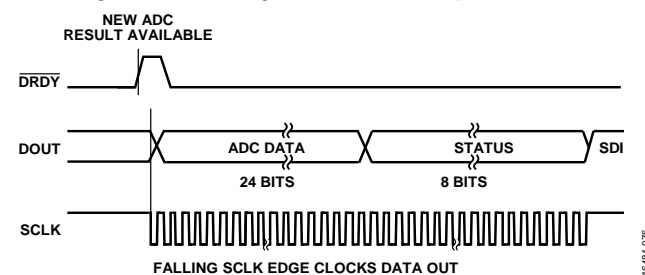 NEW ADC
RESULT AVAILABLE
DRDY
DOUT
ADC DATA
STATUS
SDI
24 BITS
8 BITS
SCLK
FALLING SCLK EDGE CLOCKS DATA OUT